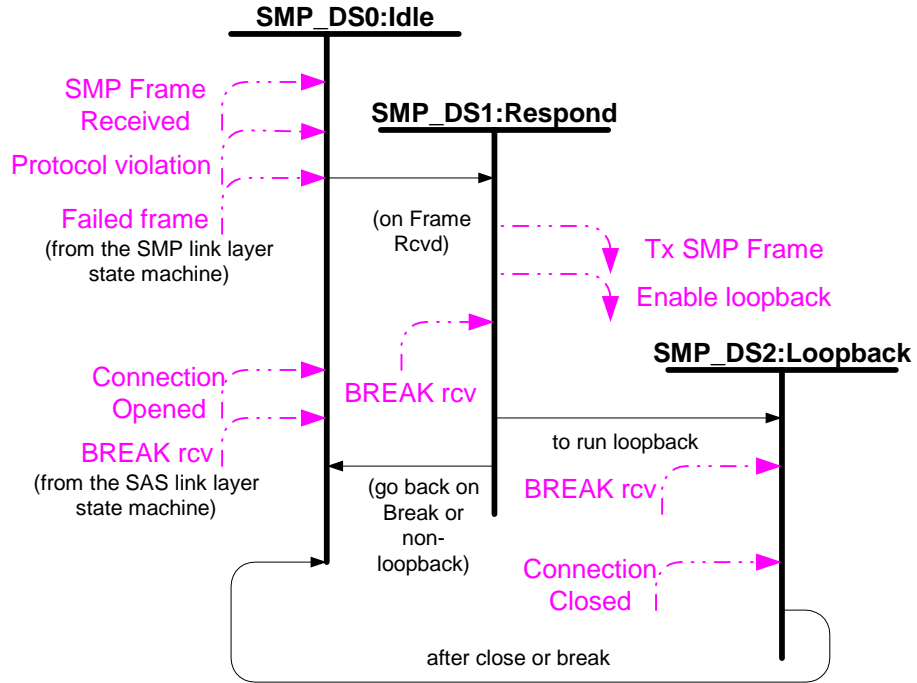 SMP_DS0:Idle
SMP Frame
Received
Protocol violation
Failed frame
(from the SMP link layer
state machine)
Connection
Opened
BREAK rcv
(from the SAS link layer
state machine)
SMP_DS1:Respond
(on Frame
Rcvd)
Tx SMP Frame
Enable loopback
BREAK rcv
(go back on
Break or
non-
loopback)
SMP_DS2:Loopback
to run loopback
BREAK rcv
Connection
Closed
after close or break